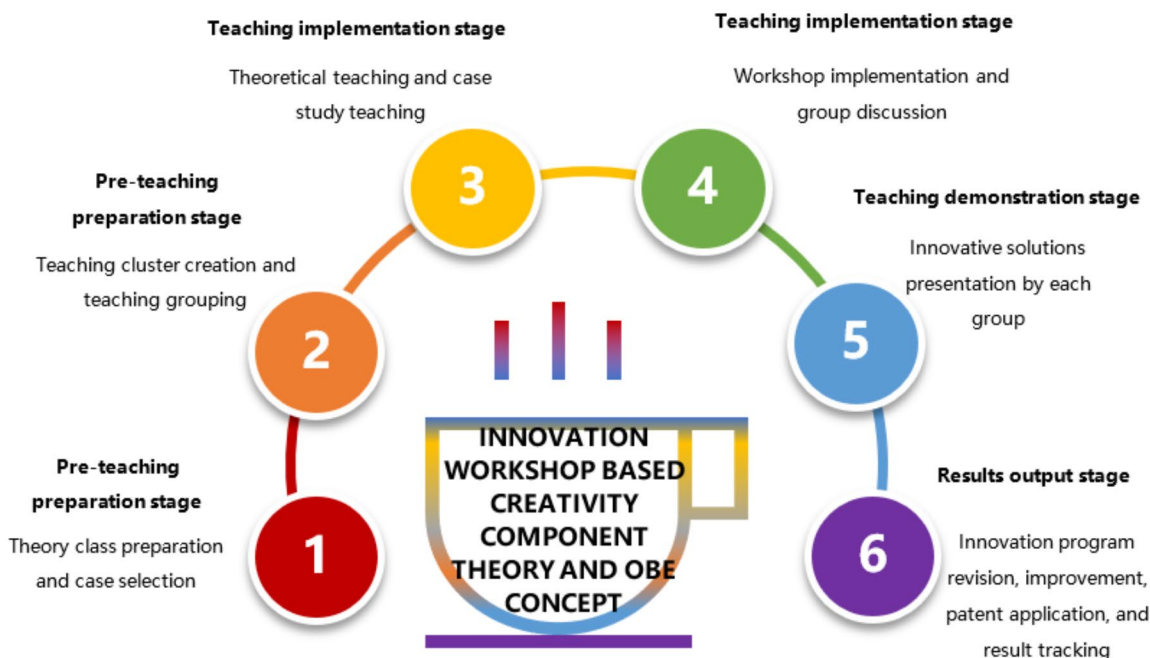 Teaching implementation stage
Theoretical teaching and case
study teaching
3
Teaching implementation stage
Workshop implementation and
group discussion
4
Pre-teaching
preparation stage
Teaching cluster creation and
teaching grouping
2
Teaching demonstration stage
Innovative solutions
presentation by each
group
5
Pre-teaching
preparation stage
Theory class preparation
and case selection
1
INNOVATION
WORKSHOP BASED
CREATIVITY
COMPONENT
THEORY AND OBE
CONCEPT
Results output stage
Innovation program
revision, improvement,
patent application, and
result tracking
6